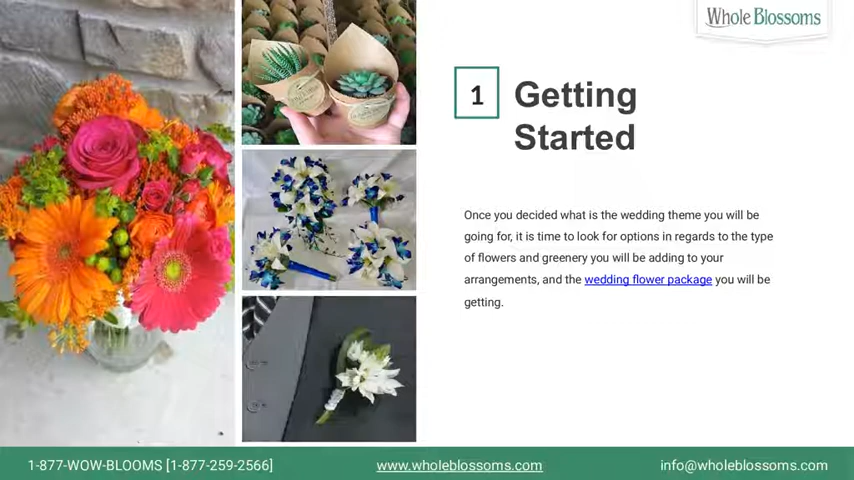 Whole Blossoms
1
Getting
Started
Once you decided what is the wedding theme you will be
going for, it is time to look for options in regards to the type
of flowers and greenery you will be adding to your
arrangements, and the wedding flower package you will be
getting.
1-877-WOW-BLOOMS [1-877-259-2566]
www.wholeblossoms.com
info@wholeblossoms.com